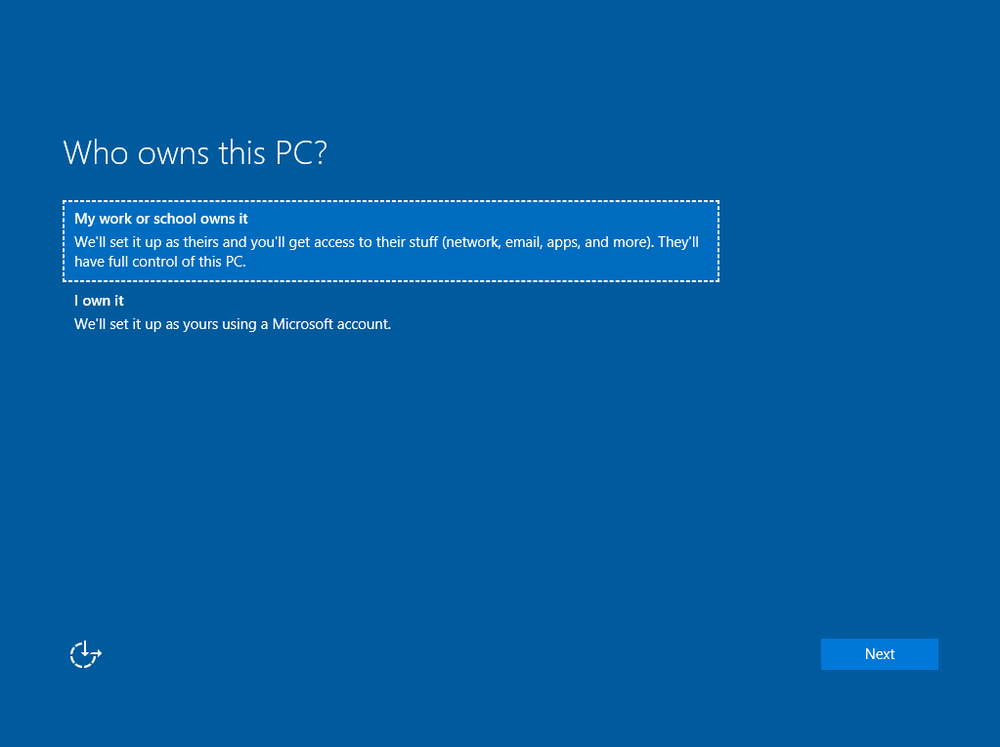 Who owns this PC?
My work or school owns it
We'll set it up as theirs and you'll get access to their stuff (network, email, apps, and more). They'll
have full control of this PC.
I own it
We'll set it up as yours using a Microsoft account.
Next